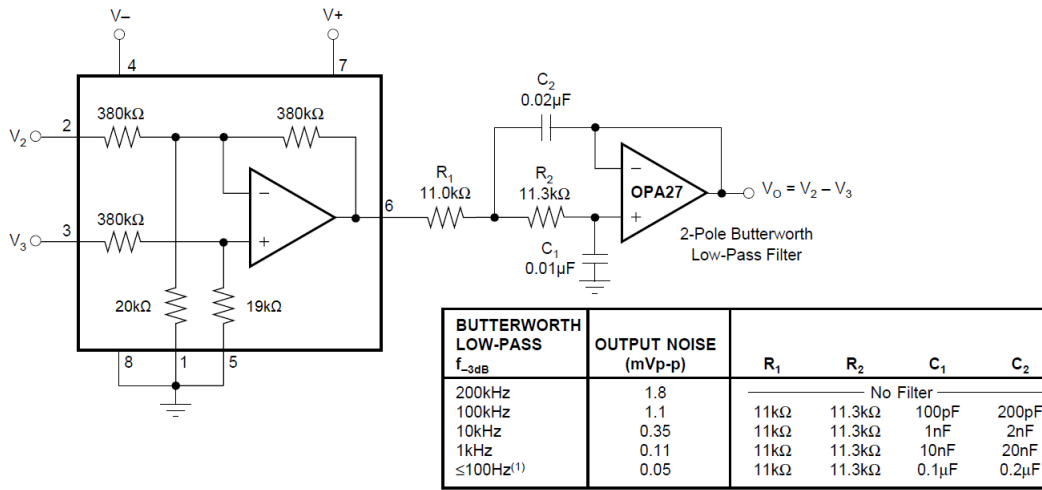 V–
V+
4
7
380kΩ
380kΩ
V2
2
380kΩ
V3
3
6
–
+
20kΩ
19kΩ
8
1
5
C2
0.02µF
R1
11.0kΩ
R2
11.3kΩ
–
OPA27
+
VO = V2 – V3
C1
0.01µF
2-Pole Butterworth
Low-Pass Filter
BUTTERWORTH
LOW-PASS
f–3dB
OUTPUT NOISE
(mVp-p)
R1 R2 C1 C2
200kHz 1.8 No Filter
100kHz 1.1 11kΩ 11.3kΩ 100pF 200pF
10kHz 0.35 11kΩ 11.3kΩ 1nF 2nF
1kHz 0.11 11kΩ 11.3kΩ 10nF 20nF
≤100Hz(1) 0.05 11kΩ 11.3kΩ 0.1µF 0.2µF